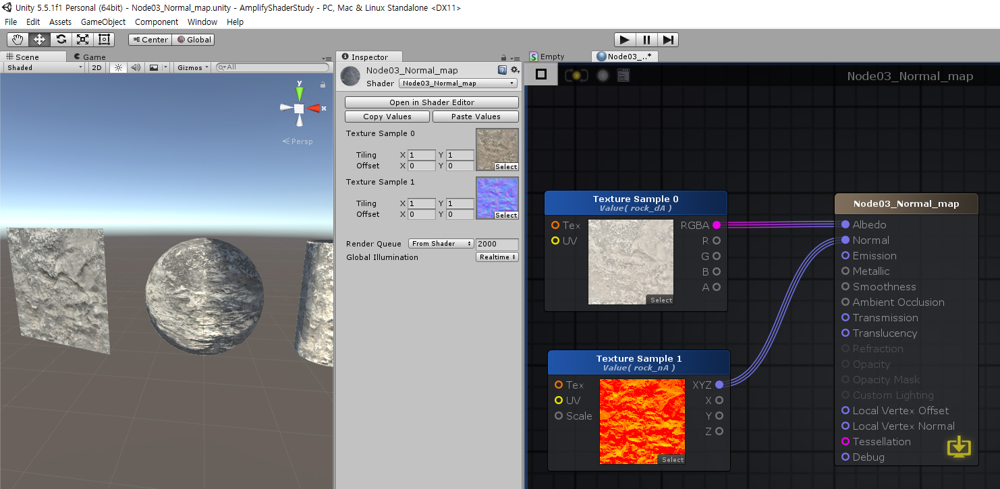 Unity 5.5.1f1 Personal (64bit) - Node03_Normal_map.unity - AmplifyShaderStudy - PC, Mac & Linux Standalone <DX11>
File Edit Assets GameObject Component Window Help
Center Global
Scene Game
Shaded 2D Gizmos All
y
x
Persp
Inspector
Node03_Normal_map
Shader Node03_Normal_map
Open in Shader Editor
Copy Values Paste Values
Texture Sample 0
Tiling X 1 Y 1
Offset X 0 Y 0
Select
Texture Sample 1
Tiling X 1 Y 1
Offset X 0 Y 0
Select
Render Queue From Shader 2000
Global Illumination Realtime
S Empty Node03_..*
Node03_Normal_map
Texture Sample 0
Value( rock_dA )
Tex RGBA
UV R
G
B
A
Select
Texture Sample 1
Value( rock_nA )
Tex XYZ
UV X
Scale Y
Z
Select
Node03_Normal_map
Albedo
Normal
Emission
Metallic
Smoothness
Ambient Occlusion
Transmission
Translucency
Refraction
Opacity
Opacity Mask
Custom Lighting
Local Vertex Offset
Local Vertex Normal
Tessellation
Debug